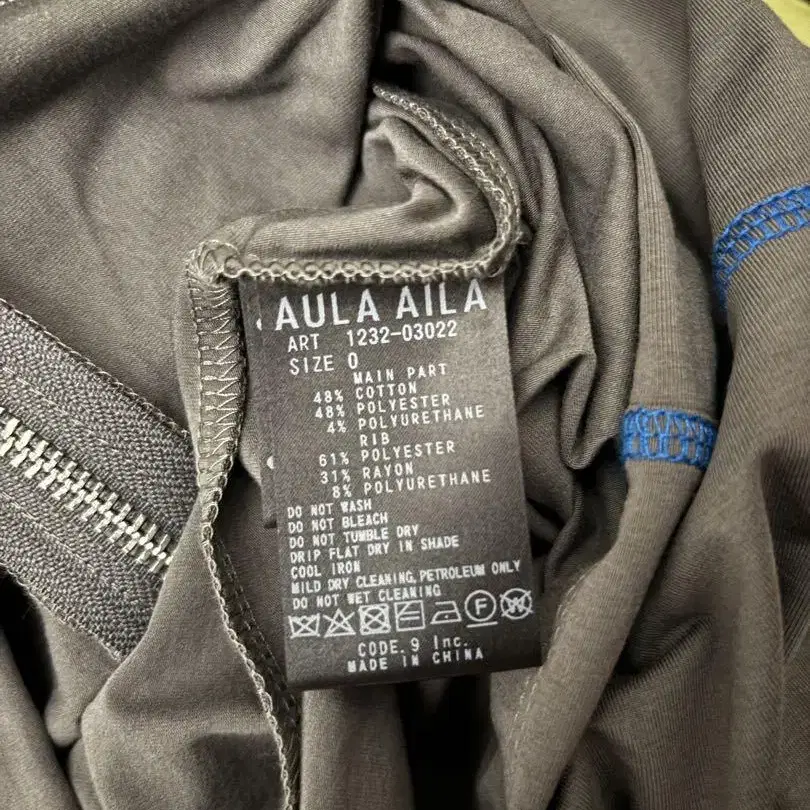 AULA AILA
ART 1232-03022
SIZE 0
MAIN PART
48% COTTON
48% POLYESTER
4% POLYURETHANE
RIB
61% POLYESTER
31% RAYON
8% POLYURETHANE
DO NOT WASH
DO NOT BLEACH
DO NOT TUMBLE DRY
DRIP FLAT DRY IN SHADE
COOL IRON
MILD DRY CLEANING, PETROLEUM ONLY
DO NOT WET CLEANING
F W
CODE.9 Inc.
MADE IN CHINA